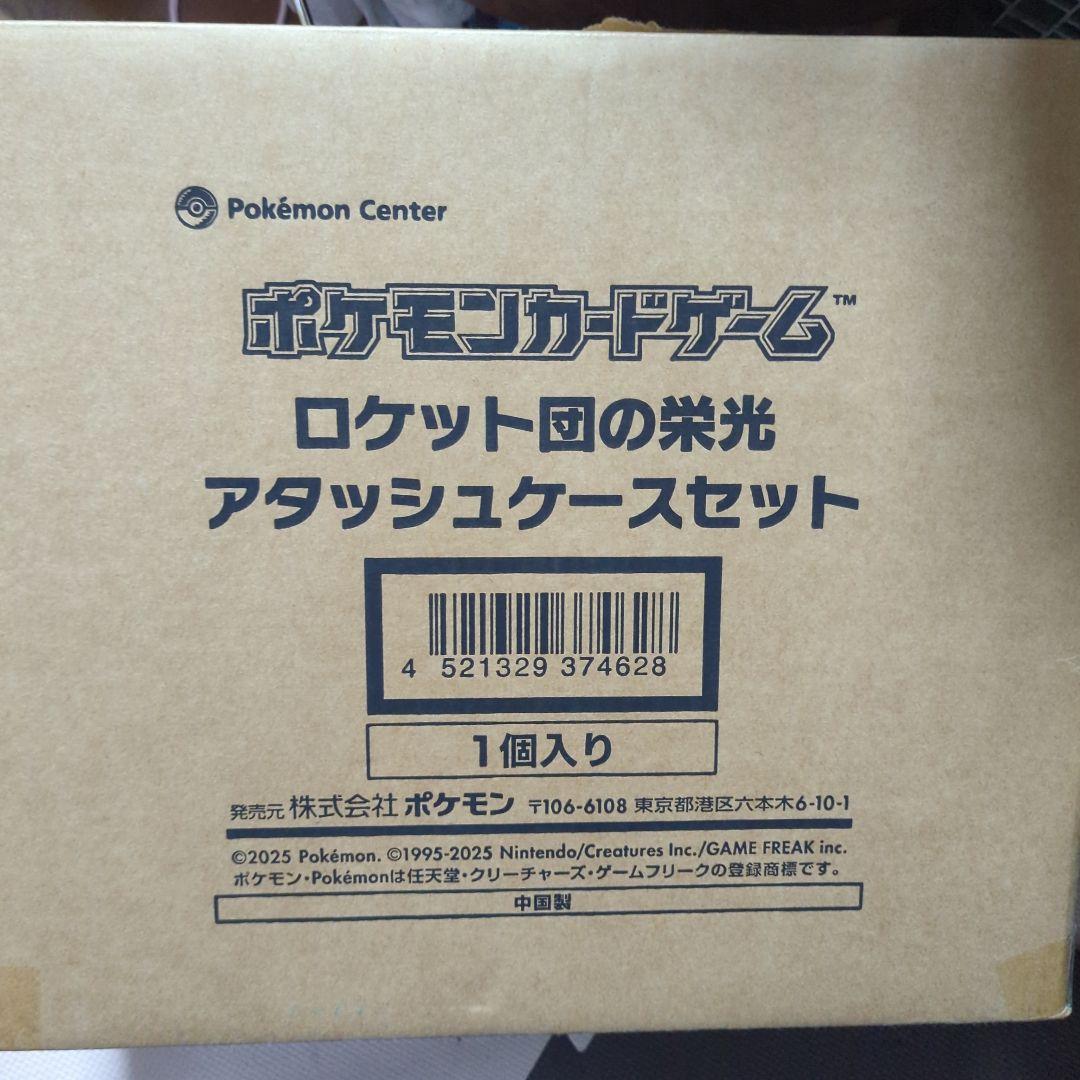 Pokémon Center
ポケモンカードゲーム™
ロケット団の栄光
アタッシュケースセット
4 521329 374628
1個入り
発売元 株式会社 ポケモン 〒106-6108 東京都港区六本木6-10-1
©2025 Pokémon. ©1995-2025 Nintendo/Creatures Inc./GAME FREAK inc.
ポケモン・Pokémonは任天堂・クリーチャーズ・ゲームフリークの登録商標です。
中国製